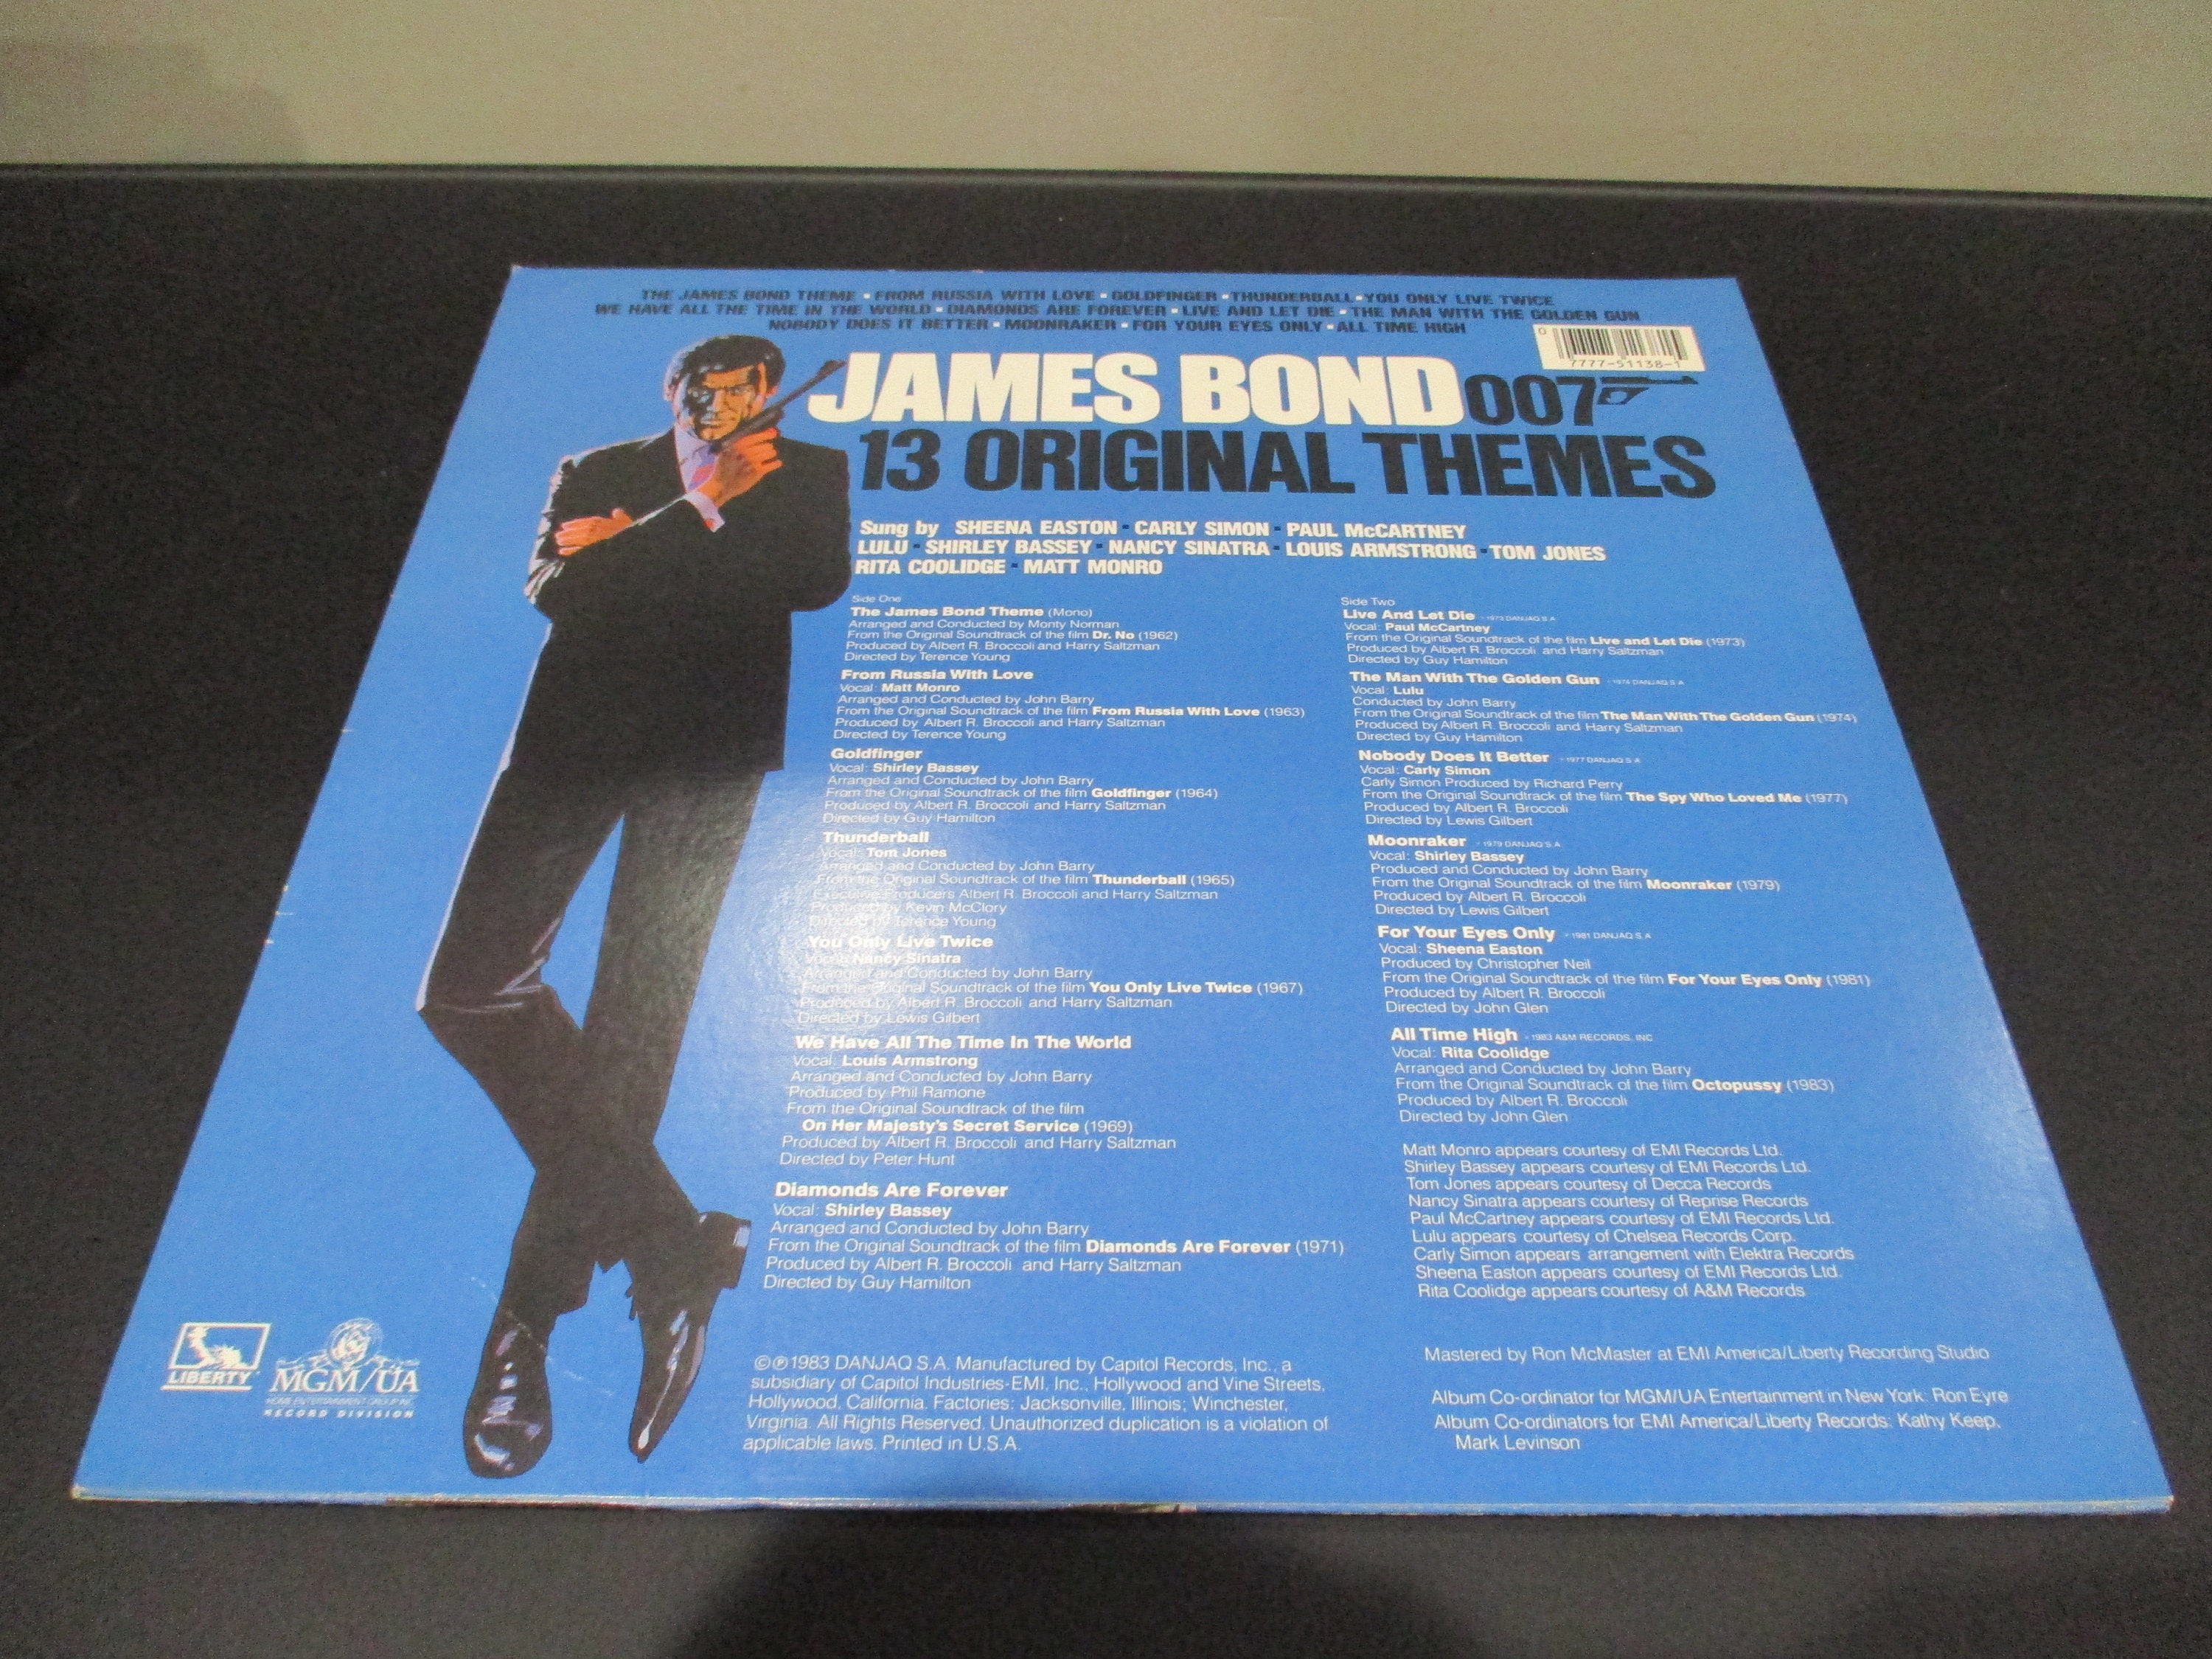 THE JAMES BOND THEME ▪ FROM RUSSIA WITH LOVE ▪ GOLDFINGER ▪ THUNDERBALL ▪ YOU ONLY LIVE TWICE
WE HAVE ALL THE TIME IN THE WORLD ▪ DIAMONDS ARE FOREVER ▪ LIVE AND LET DIE ▪ THE MAN WITH THE GOLDEN GUN
NOBODY DOES IT BETTER ▪ MOONRAKER ▪ FOR YOUR EYES ONLY ▪ ALL TIME HIGH
0 7777-51138-1
JAMES BOND 007
13 ORIGINAL THEMES
Sung by SHEENA EASTON ▪ CARLY SIMON ▪ PAUL McCARTNEY
LULU ▪ SHIRLEY BASSEY ▪ NANCY SINATRA ▪ LOUIS ARMSTRONG ▪ TOM JONES
RITA COOLIDGE ▪ MATT MONRO
Side One
The James Bond Theme (Mono)
Arranged and Conducted by Monty Norman
From the Original Soundtrack of the film Dr. No (1962)
Produced by Albert R. Broccoli and Harry Saltzman
Directed by Terence Young
From Russia With Love
Vocal: Matt Monro
Arranged and Conducted by John Barry
From the Original Soundtrack of the film From Russia With Love (1963)
Produced by Albert R. Broccoli and Harry Saltzman
Directed by Terence Young
Goldfinger
Vocal: Shirley Bassey
Arranged and Conducted by John Barry
From the Original Soundtrack of the film Goldfinger (1964)
Produced by Albert R. Broccoli and Harry Saltzman
Directed by Guy Hamilton
Thunderball
Vocal: Tom Jones
Arranged and Conducted by John Barry
From the Original Soundtrack of the film Thunderball (1965)
Executive Producers Albert R. Broccoli and Harry Saltzman
Produced by Kevin McClory
Directed by Terence Young
You Only Live Twice
Vocal: Nancy Sinatra
Arranged and Conducted by John Barry
From the Original Soundtrack of the film You Only Live Twice (1967)
Produced by Albert R. Broccoli and Harry Saltzman
Directed by Lewis Gilbert
We Have All The Time In The World
Vocal: Louis Armstrong
Arranged and Conducted by John Barry
Produced by Phil Ramone
From the Original Soundtrack of the film
On Her Majesty's Secret Service (1969)
Produced by Albert R. Broccoli and Harry Saltzman
Directed by Peter Hunt
Diamonds Are Forever
Vocal: Shirley Bassey
Arranged and Conducted by John Barry
From the Original Soundtrack of the film Diamonds Are Forever (1971)
Produced by Albert R. Broccoli and Harry Saltzman
Directed by Guy Hamilton
Side Two
Live And Let Die ℗1973 DANJAQ S.A.
Vocal: Paul McCartney
From the Original Soundtrack of the film Live and Let Die (1973)
Produced by Albert R. Broccoli and Harry Saltzman
Directed by Guy Hamilton
The Man With The Golden Gun ℗1974 DANJAQ S.A.
Vocal: Lulu
Conducted by John Barry
From the Original Soundtrack of the film The Man With The Golden Gun (1974)
Produced by Albert R. Broccoli and Harry Saltzman
Directed by Guy Hamilton
Nobody Does It Better ℗1977 DANJAQ S.A.
Vocal: Carly Simon
Carly Simon Produced by Richard Perry
From the Original Soundtrack of the film The Spy Who Loved Me (1977)
Produced by Albert R. Broccoli
Directed by Lewis Gilbert
Moonraker ℗1979 DANJAQ S.A.
Vocal: Shirley Bassey
Produced and Conducted by John Barry
From the Original Soundtrack of the film Moonraker (1979)
Produced by Albert R. Broccoli
Directed by Lewis Gilbert
For Your Eyes Only ℗1981 DANJAQ S.A.
Vocal: Sheena Easton
Produced by Christopher Neil
From the Original Soundtrack of the film For Your Eyes Only (1981)
Produced by Albert R. Broccoli
Directed by John Glen
All Time High ℗1983 A&M RECORDS, INC.
Vocal: Rita Coolidge
Arranged and Conducted by John Barry
From the Original Soundtrack of the film Octopussy (1983)
Produced by Albert R. Broccoli
Directed by John Glen
Matt Monro appears courtesy of EMI Records Ltd.
Shirley Bassey appears courtesy of EMI Records Ltd.
Tom Jones appears courtesy of Decca Records
Nancy Sinatra appears courtesy of Reprise Records
Paul McCartney appears courtesy of EMI Records Ltd.
Lulu appears courtesy of Chelsea Records Corp.
Carly Simon appears arrangement with Elektra Records
Sheena Easton appears courtesy of EMI Records Ltd.
Rita Coolidge appears courtesy of A&M Records
LIBERTY
MGM/UA
HOME ENTERTAINMENT GROUP INC.
RECORD DIVISION
©℗1983 DANJAQ S.A. Manufactured by Capitol Records, Inc., a
subsidiary of Capitol Industries-EMI, Inc., Hollywood and Vine Streets,
Hollywood, California. Factories: Jacksonville, Illinois; Winchester,
Virginia. All Rights Reserved. Unauthorized duplication is a violation of
applicable laws. Printed in U.S.A.
Mastered by Ron McMaster at EMI America/Liberty Recording Studio
Album Co-ordinator for MGM/UA Entertainment in New York: Ron Eyre
Album Co-ordinators for EMI America/Liberty Records: Kathy Keep,
Mark Levinson